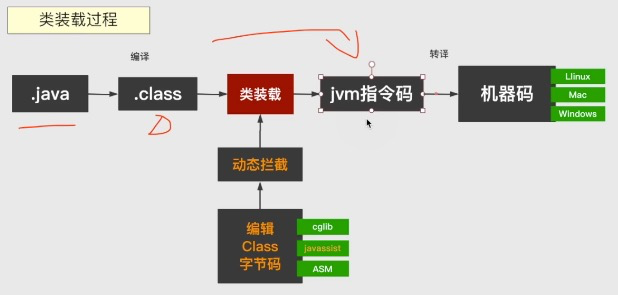 类装载过程
编译
转译
.java
.class
类装载
jvm指令码
机器码
Llinux
Mac
Windows
动态拦截
编辑
Class
字节码
cglib
javassist
ASM